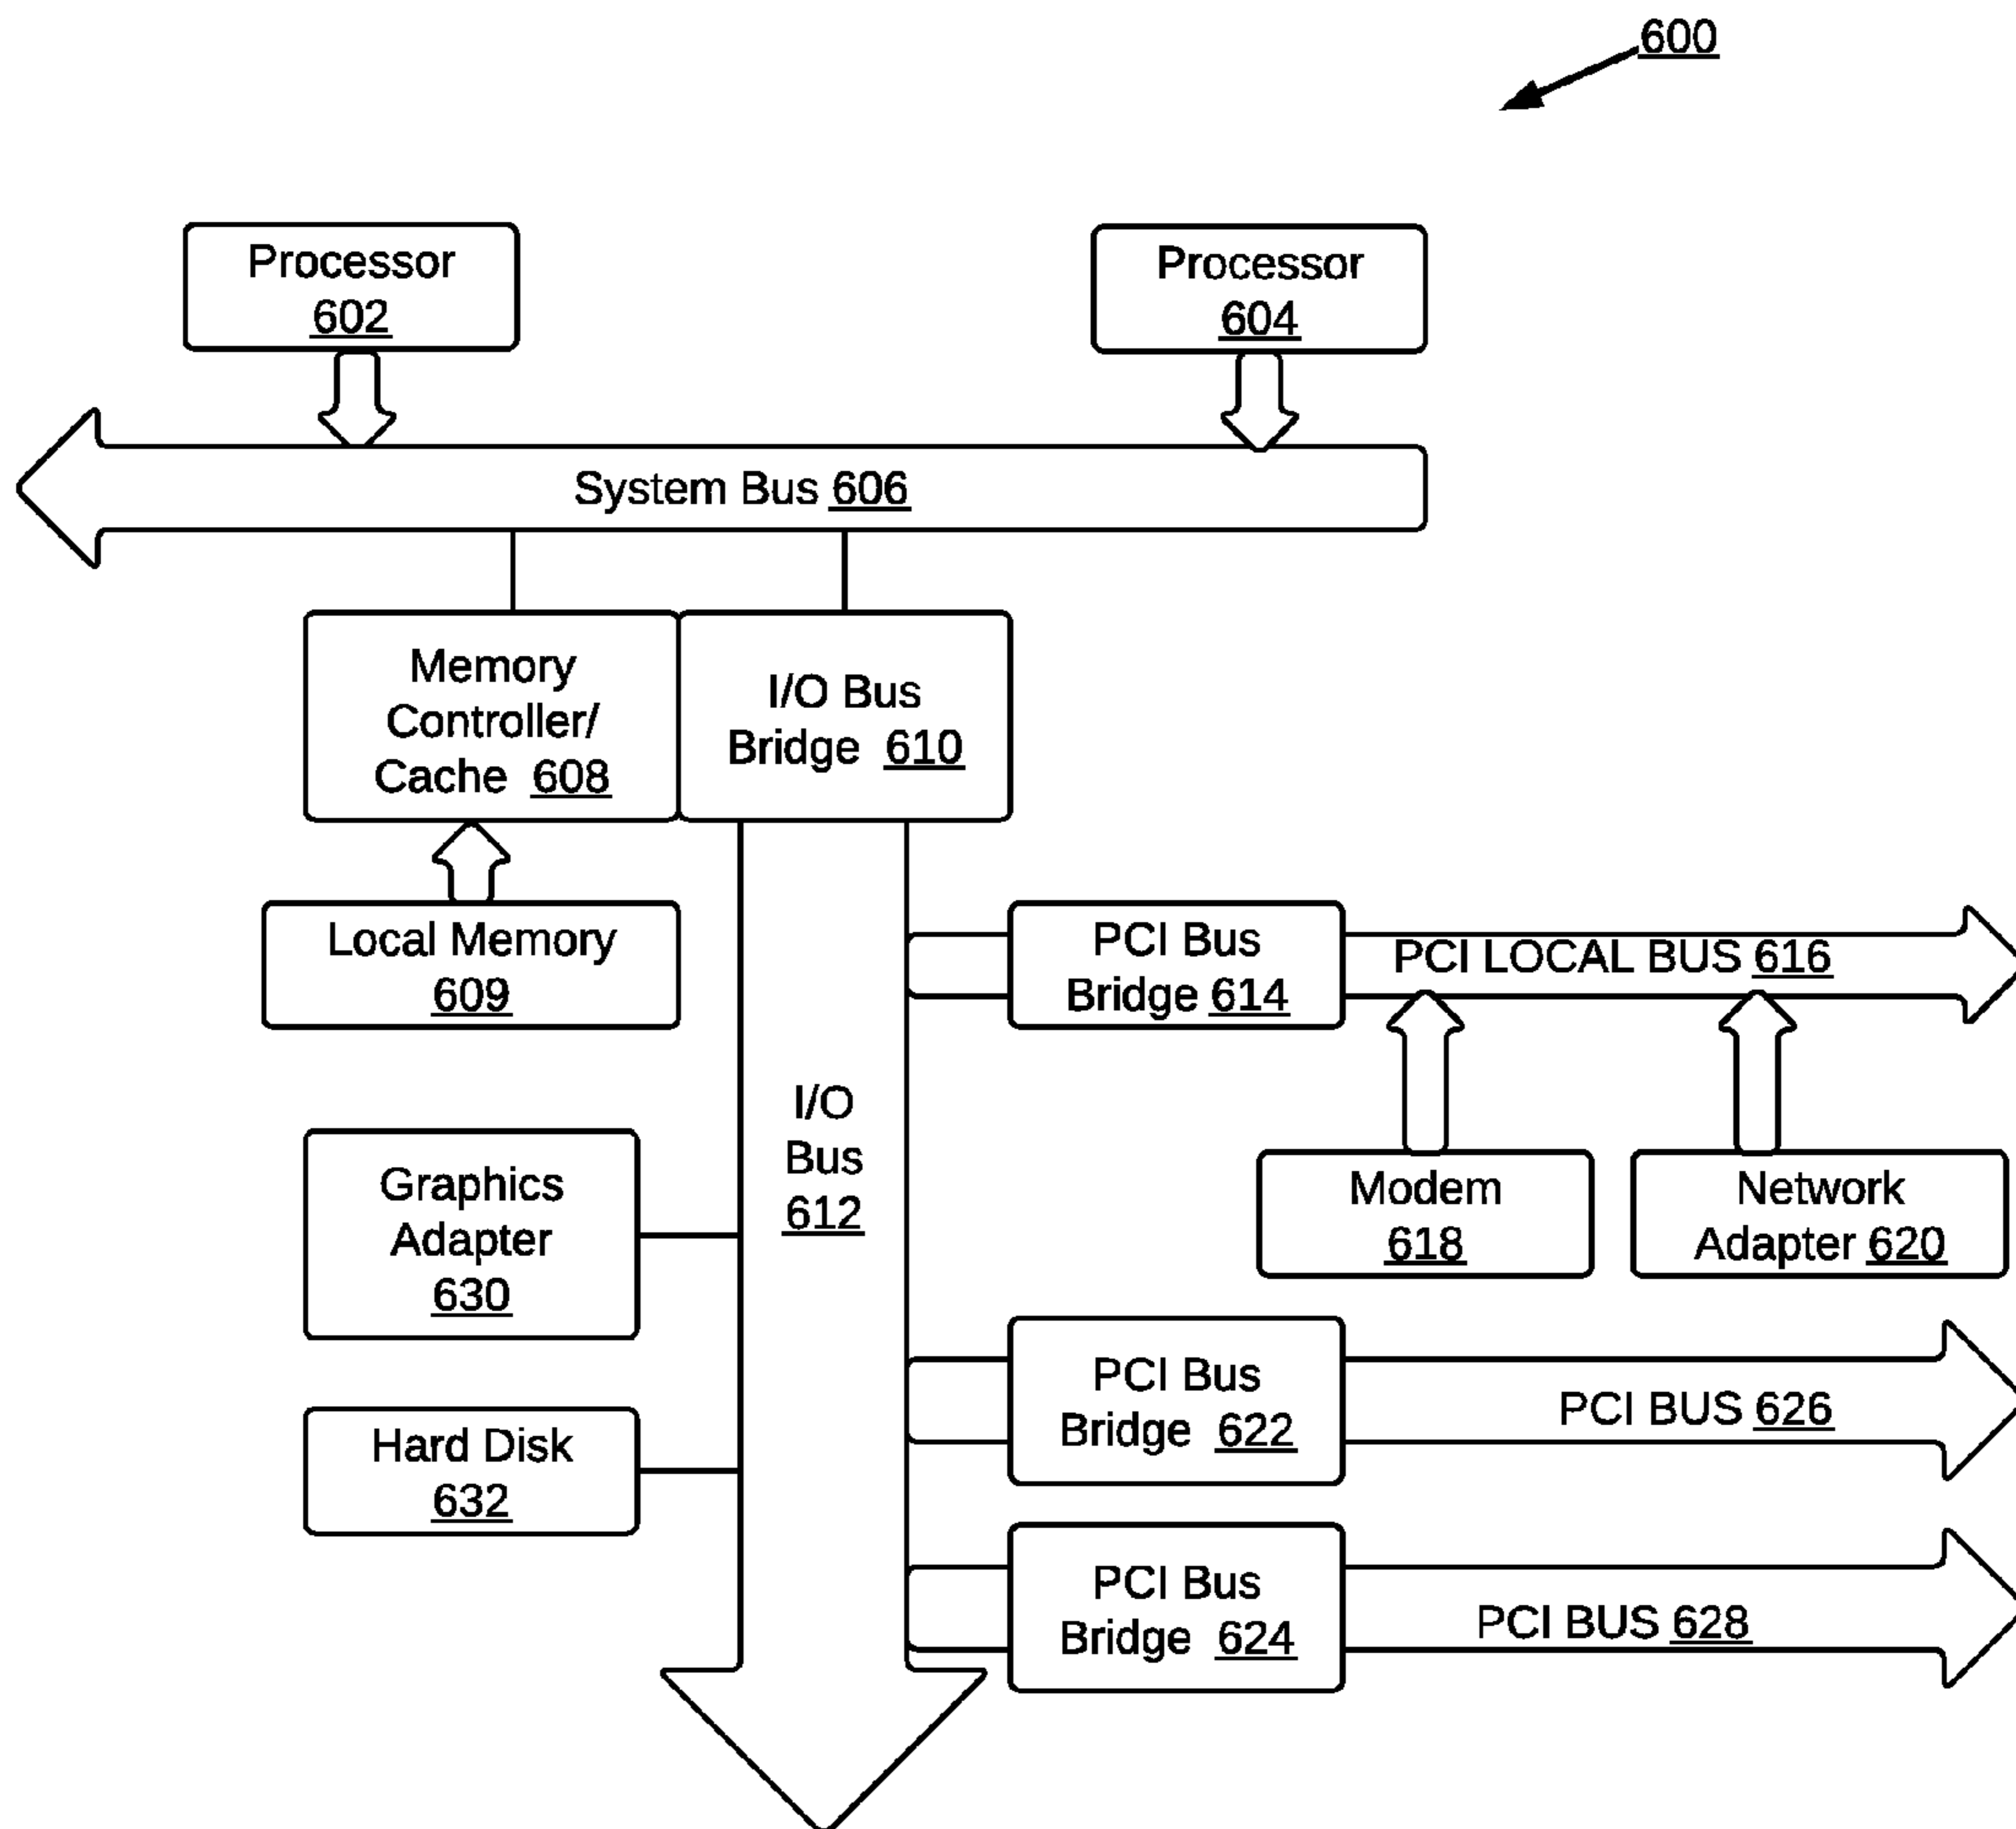 600
Processor
602
Processor
604
System Bus 606
Memory
Controller/
Cache 608
I/O Bus
Bridge 610
Local Memory
609
PCI Bus
Bridge 614
PCI LOCAL BUS 616
I/O
Bus
612
Graphics
Adapter
630
Modem
618
Network
Adapter 620
Hard Disk
632
PCI Bus
Bridge 622
PCI BUS 626
PCI Bus
Bridge 624
PCI BUS 628